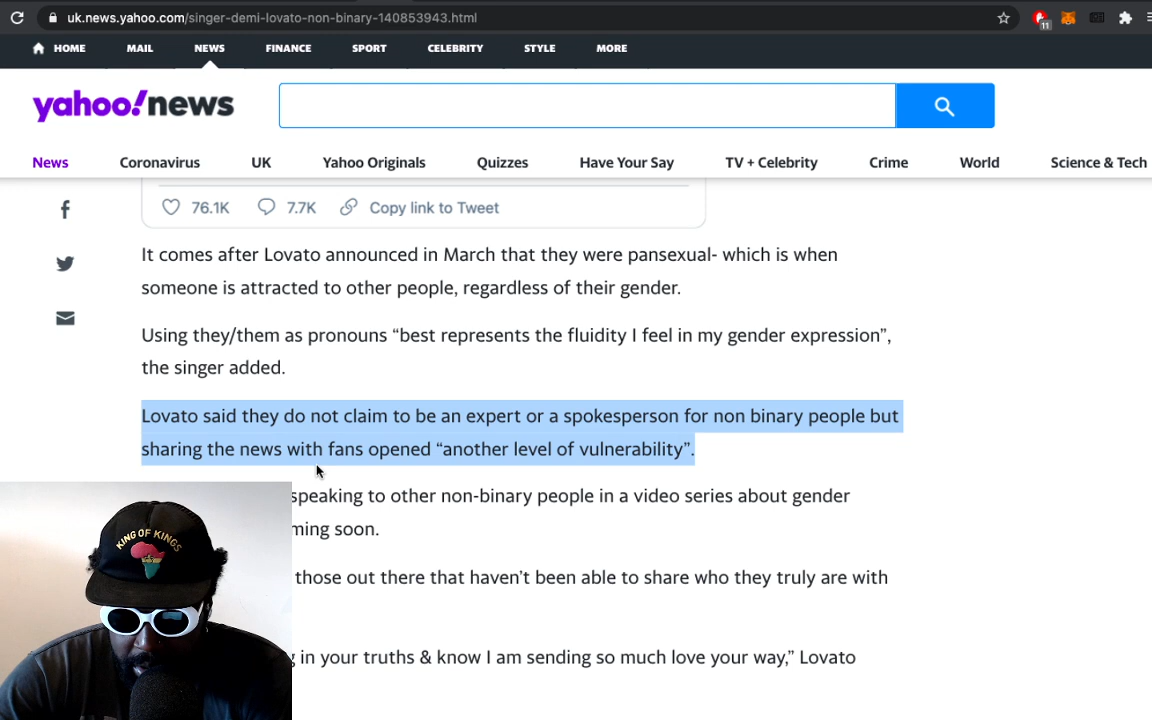 uk.news.yahoo.com/singer-demi-lovato-non-binary-140853943.html
11
HOME MAIL NEWS FINANCE SPORT CELEBRITY STYLE MORE
yahoo!news
News Coronavirus UK Yahoo Originals Quizzes Have Your Say TV + Celebrity Crime World Science & Tech
76.1K 7.7K Copy link to Tweet
It comes after Lovato announced in March that they were pansexual- which is when
someone is attracted to other people, regardless of their gender.
Using they/them as pronouns “best represents the fluidity I feel in my gender expression”,
the singer added.
Lovato said they do not claim to be an expert or a spokesperson for non binary people but
sharing the news with fans opened “another level of vulnerability”.
speaking to other non-binary people in a video series about gender
ming soon.
those out there that haven’t been able to share who they truly are with
g in your truths & know I am sending so much love your way,” Lovato
KING OF KINGS